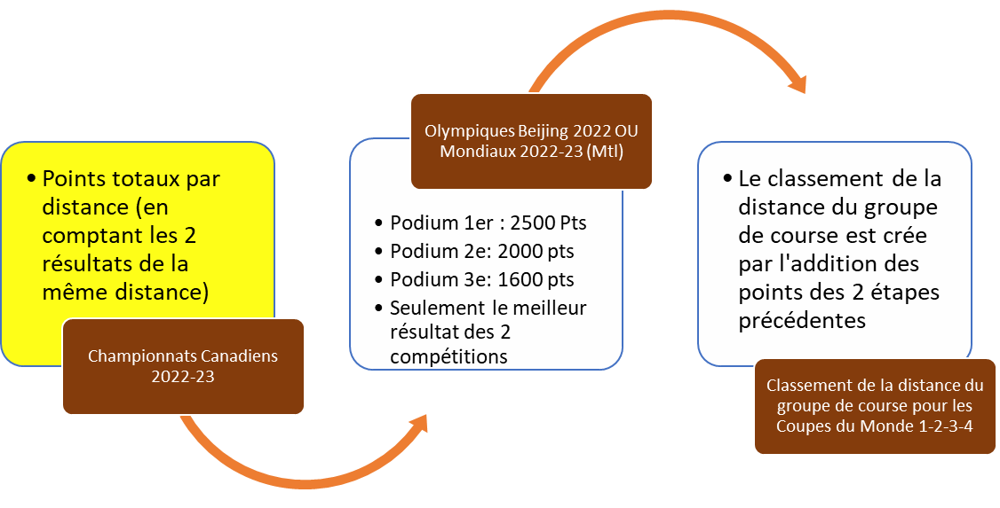 • Points totaux par
distance (en
comptant les 2
résultats de la
même distance)
Championnats Canadiens
2022-23
Olympiques Beijing 2022 OU
Mondiaux 2022-23 (Mtl)
• Podium 1er : 2500 Pts
• Podium 2e: 2000 pts
• Podium 3e: 1600 pts
• Seulement le meilleur
résultat des 2
compétitions
• Le classement de la
distance du groupe
de course est crée
par l'addition des
points des 2 étapes
précédentes
Classement de la distance du
groupe de course pour les
Coupes du Monde 1-2-3-4